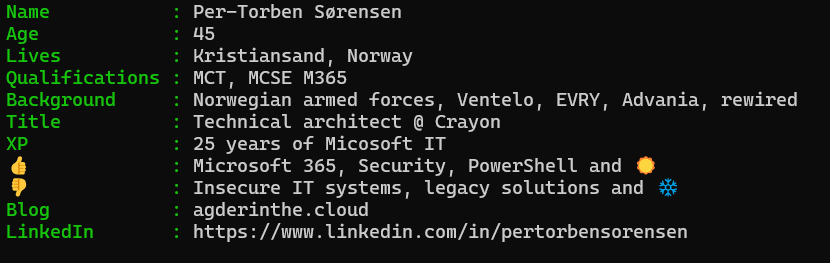 Name           : Per-Torben Sørensen
Age            : 45
Lives          : Kristiansand, Norway
Qualifications : MCT, MCSE M365
Background     : Norwegian armed forces, Ventelo, EVRY, Advania, rewired
Title          : Technical architect @ Crayon
XP             : 25 years of Micosoft IT
👍             : Microsoft 365, Security, PowerShell and ☀️
👎             : Insecure IT systems, legacy solutions and ❄️
Blog           : agderinthe.cloud
LinkedIn       : https://www.linkedin.com/in/pertorbensorensen